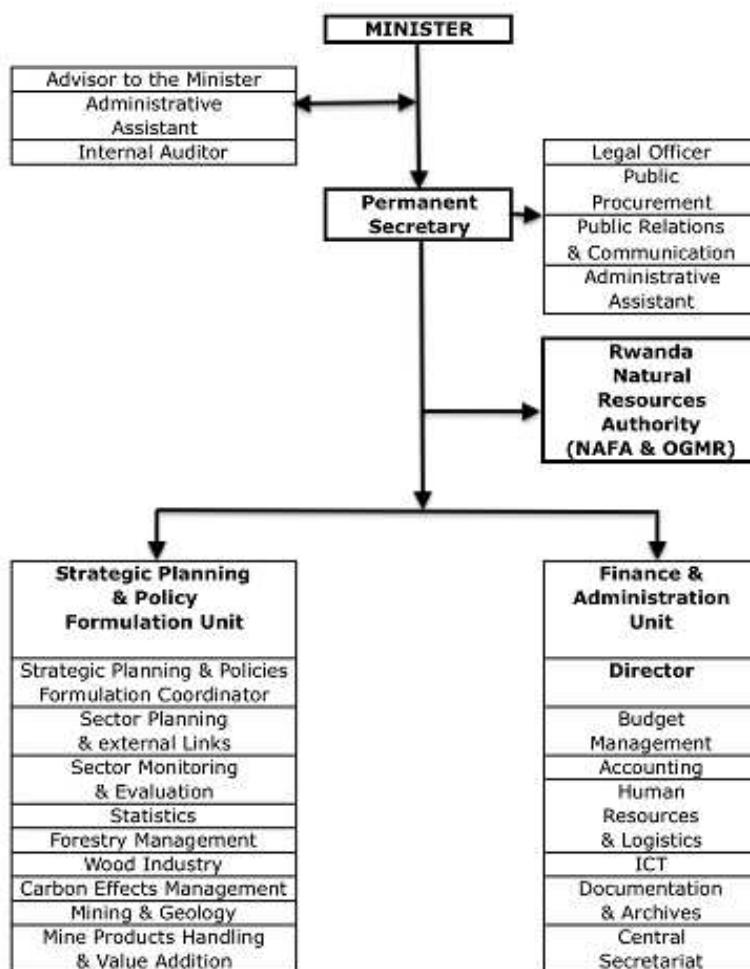 MINISTER
Advisor to the Minister
Administrative
Assistant
Internal Auditor
Permanent
Secretary
Legal Officer
Public
Procurement
Public Relations
& Communication
Administrative
Assistant
Rwanda
Natural
Resources
Authority
(NAFA & OGMR)
Strategic Planning
& Policy
Formulation Unit
Strategic Planning & Policies
Formulation Coordinator
Sector Planning
& external Links
Sector Monitoring
& Evaluation
Statistics
Forestry Management
Wood Industry
Carbon Effects Management
Mining & Geology
Mine Products Handling
& Value Addition
Finance &
Administration
Unit
Director
Budget
Management
Accounting
Human
Resources
& Logistics
ICT
Documentation
& Archives
Central
Secretariat